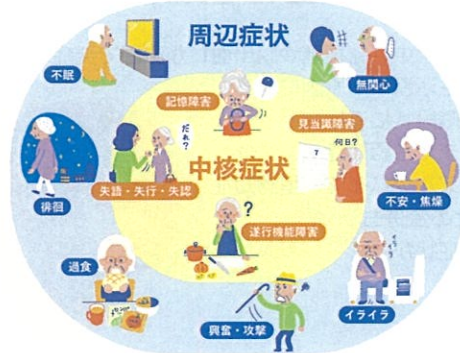 周辺症状
不眠
無関心
記憶障害
見当識障害
だれ?
何日?
?
中核症状
失語・失行・失認
徘徊
不安・焦燥
?
遂行機能障害
過食
イライラ
興奮・攻撃